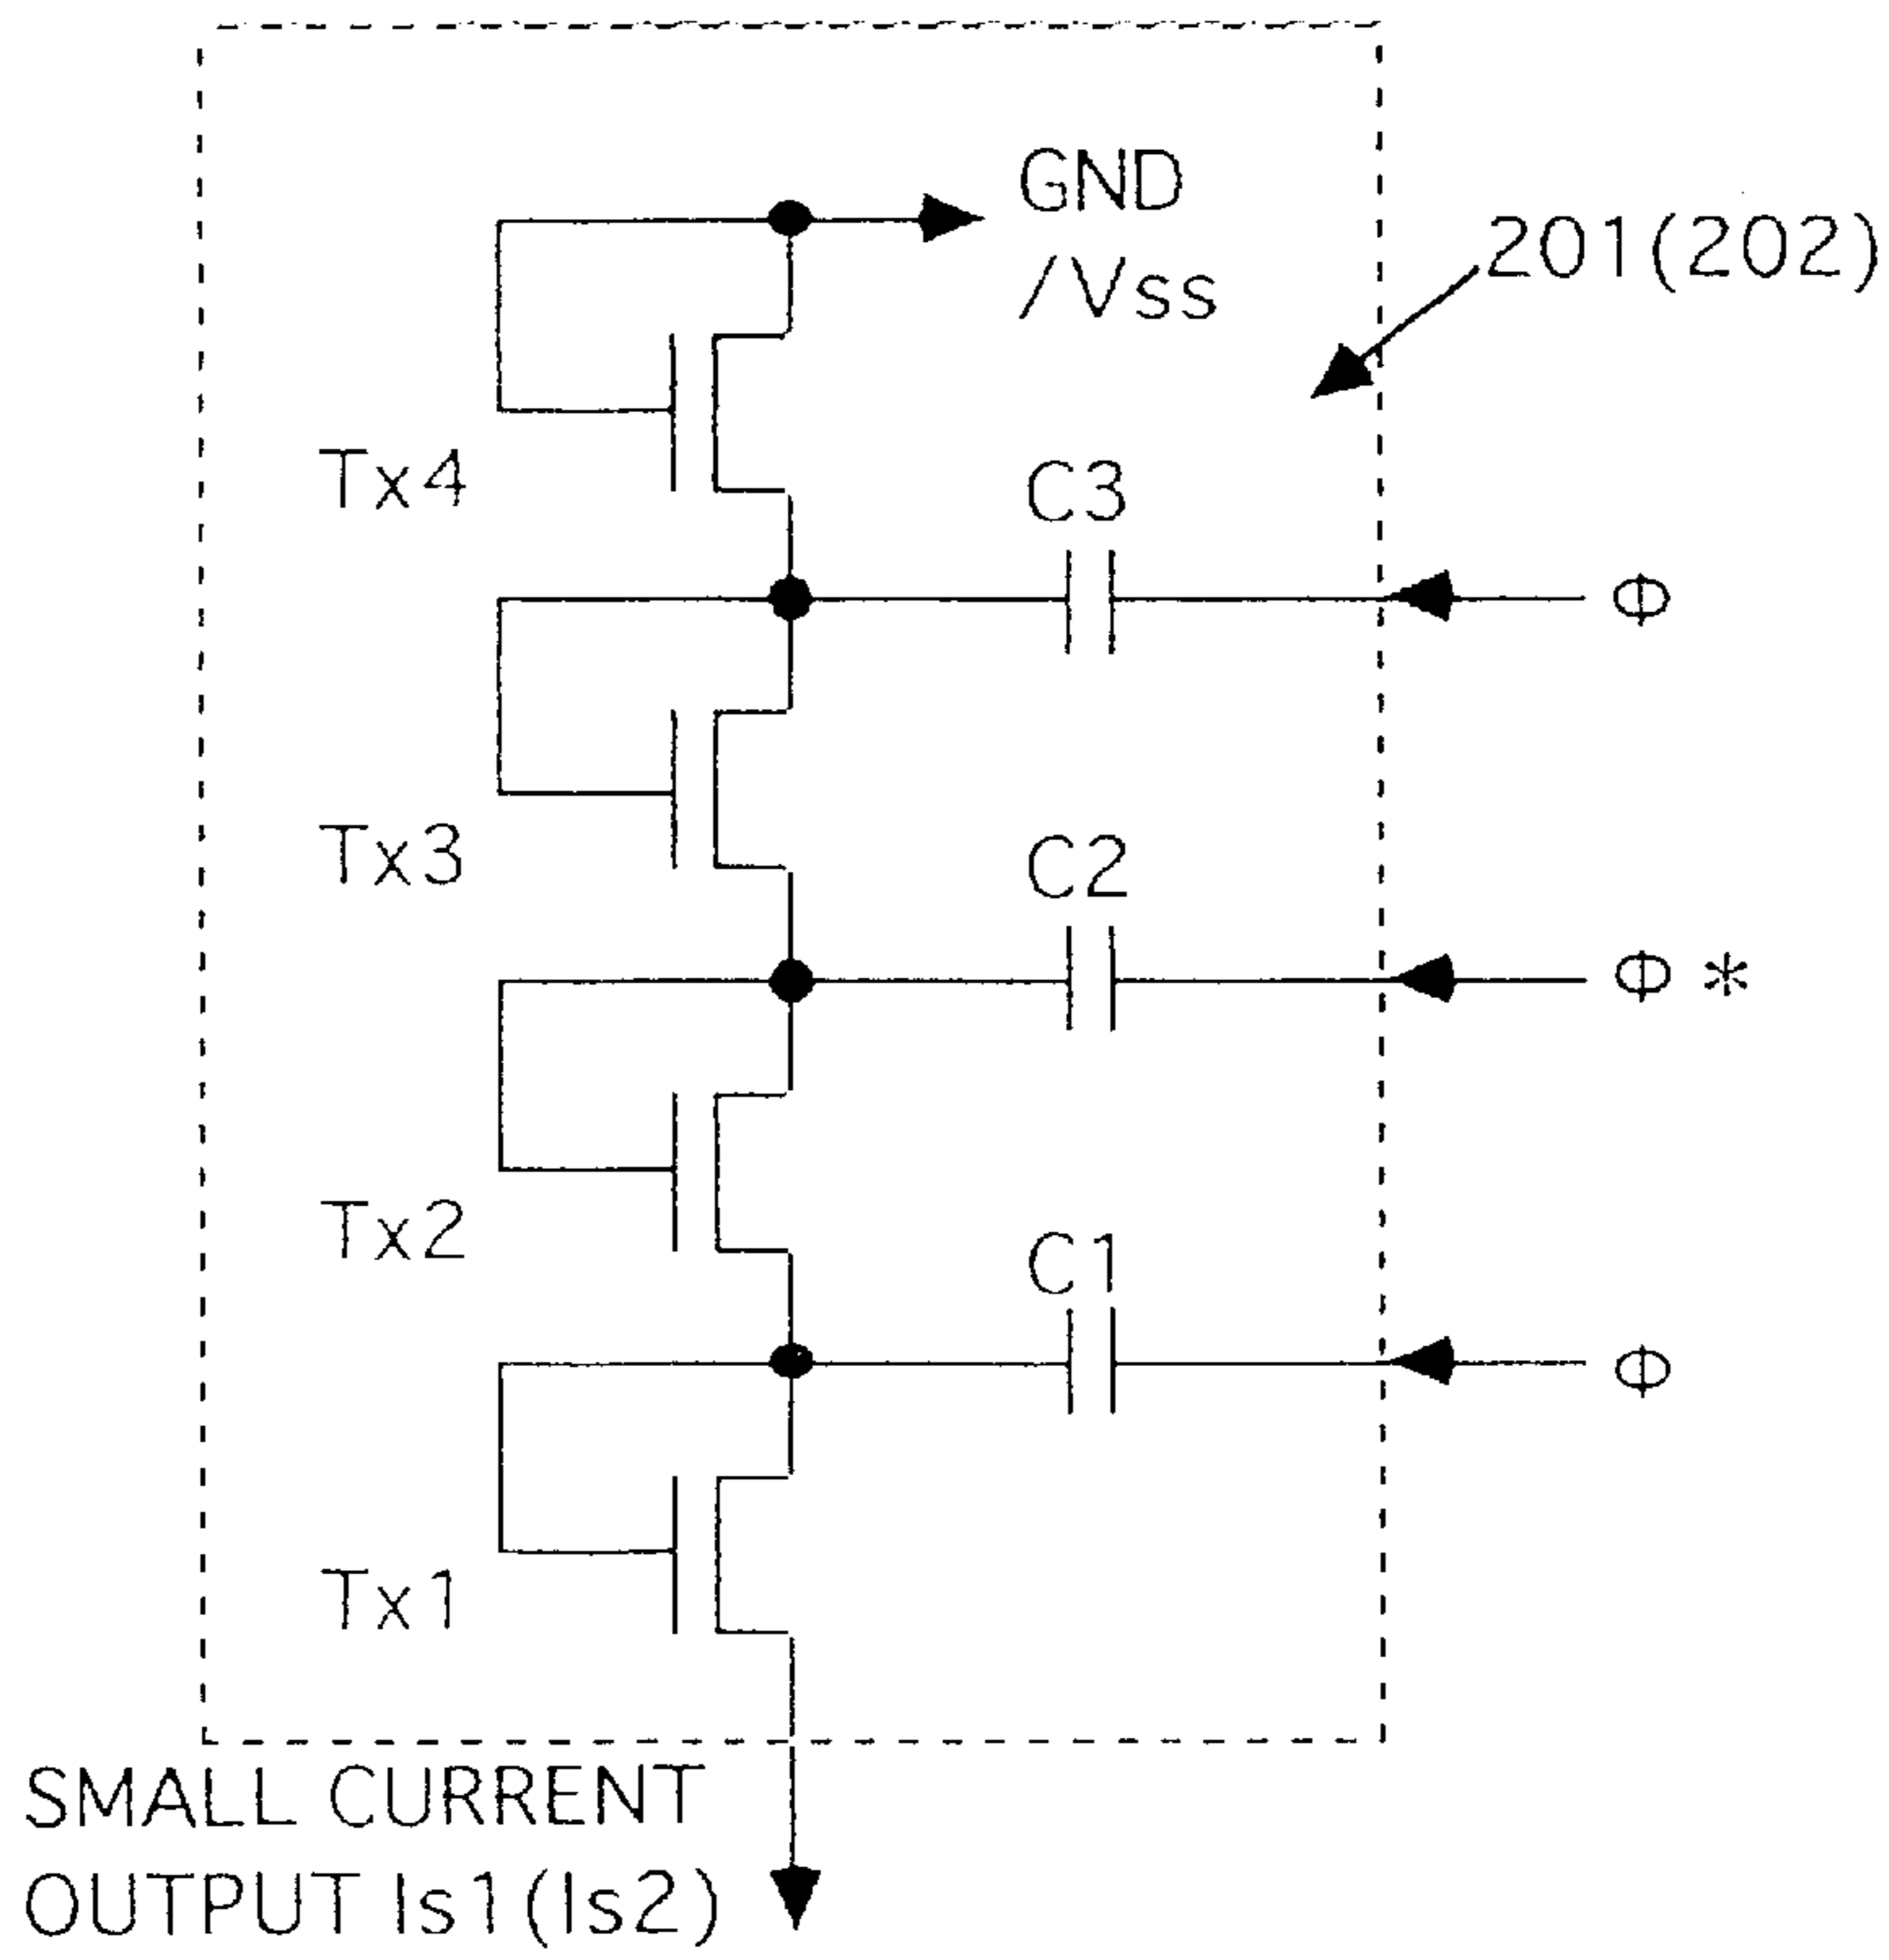 GND
/Vss
201(202)
Tx4
C3
Φ
Tx3
C2
Φ*
Tx2
C1
Φ
Tx1
SMALL CURRENT
OUTPUT Is1(Is2)